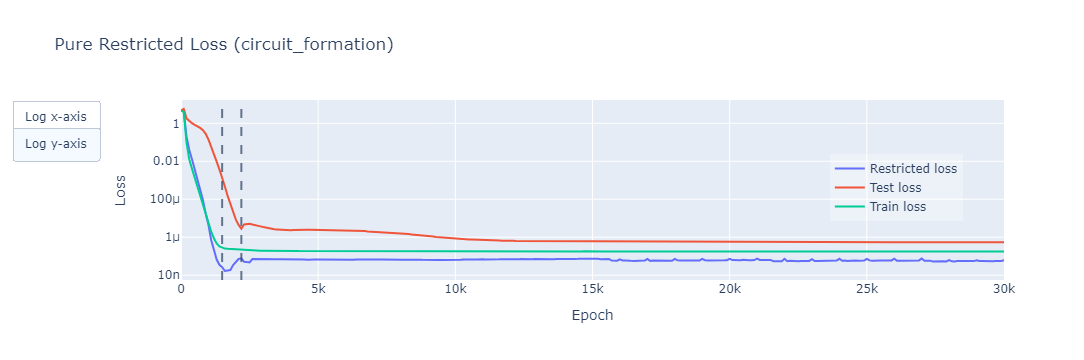 Pure Restricted Loss (circuit_formation)
Log x-axis
Log y-axis
Loss
1
0.01
100μ
1μ
10n
0
5k
10k
15k
20k
25k
30k
Epoch
Restricted loss
Test loss
Train loss